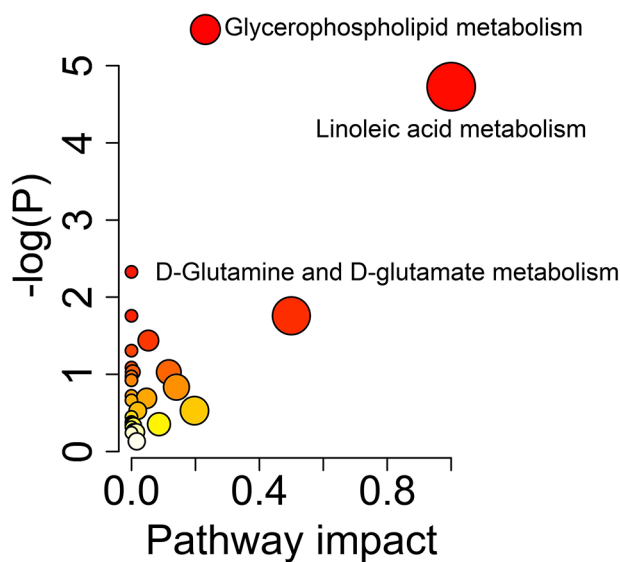 Glycerophospholipid metabolism
5
Linoleic acid metabolism
4
3
-log(P)
D-Glutamine and D-glutamate metabolism
2
1
0
0.0 0.4 0.8
Pathway impact